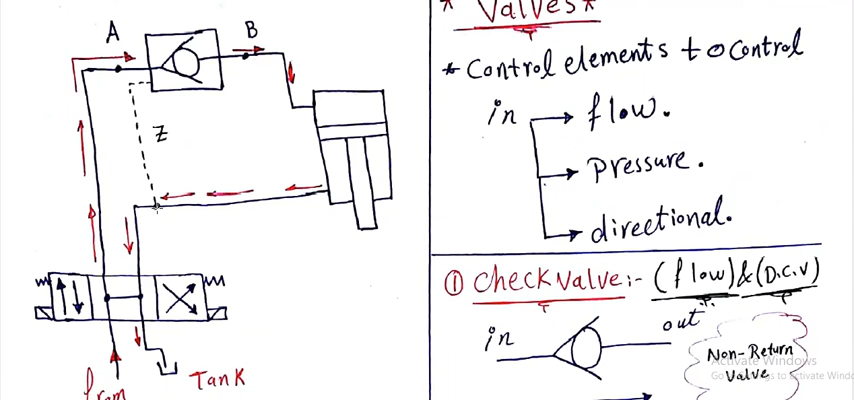 A
B
Z
From
Tank
* Valves *
* Control elements to control
in
flow.
pressure.
directional.
① Check valve :- (flow) & (D.C.V)
in
out
Non-Return
Valve
Activate Windows
Go to Settings to activate Windows